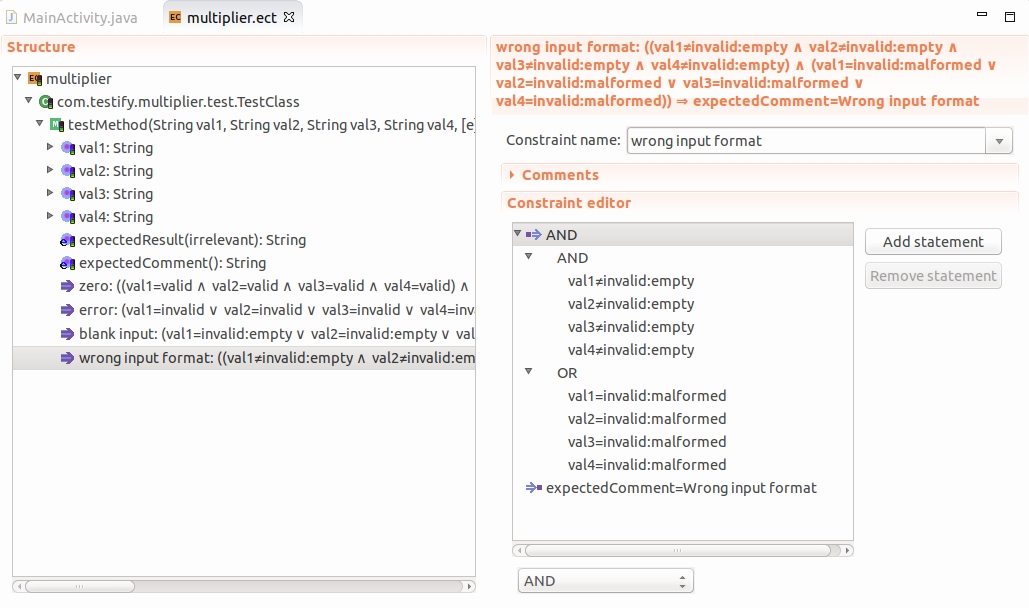 MainActivity.java
multiplier.ect
Structure
multiplier
com.testify.multiplier.test.TestClass
testMethod(String val1, String val2, String val3, String val4, [e]
val1: String
val2: String
val3: String
val4: String
expectedResult(irrelevant): String
expectedComment(): String
zero: ((val1=valid ∧ val2=valid ∧ val3=valid ∧ val4=valid) ∧
error: (val1=invalid ∨ val2=invalid ∨ val3=invalid ∨ val4=inv
blank input: (val1=invalid:empty ∨ val2=invalid:empty ∨ val
wrong input format: ((val1≠invalid:empty ∧ val2≠invalid:em
wrong input format: ((val1≠invalid:empty ∧ val2≠invalid:empty ∧
val3≠invalid:empty ∧ val4≠invalid:empty) ∧ (val1=invalid:malformed ∨
val2=invalid:malformed ∨ val3=invalid:malformed ∨
val4=invalid:malformed)) ⇒ expectedComment=Wrong input format
Constraint name: wrong input format
Comments
Constraint editor
AND
AND
val1≠invalid:empty
val2≠invalid:empty
val3≠invalid:empty
val4≠invalid:empty
OR
val1=invalid:malformed
val2=invalid:malformed
val3=invalid:malformed
val4=invalid:malformed
expectedComment=Wrong input format
Add statement
Remove statement
AND